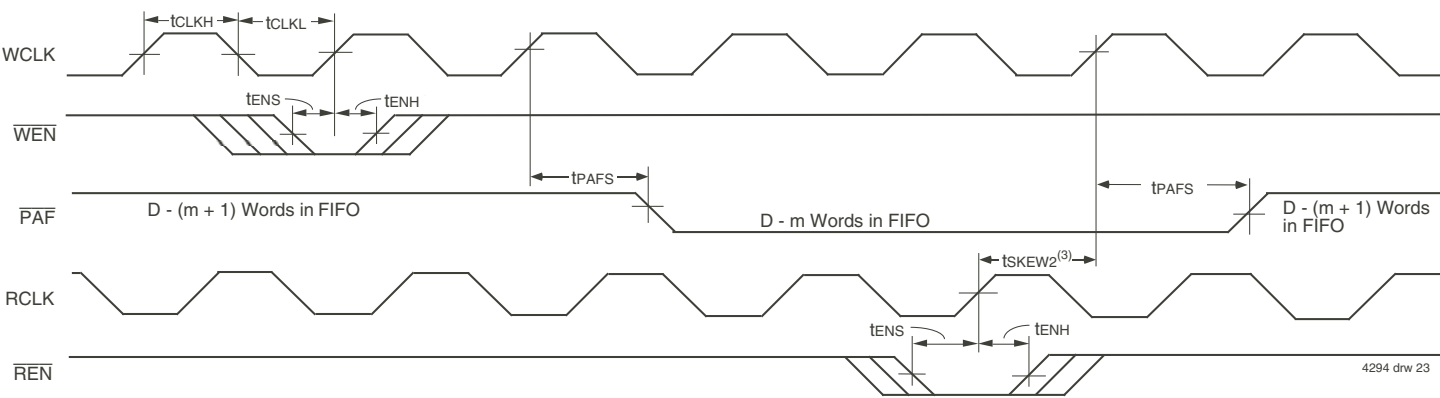 tCLKH
tCLKL
WCLK
tENS
tENH
WEN
tPAFS
tPAFS
PAF
D - (m + 1) Words in FIFO
D - m Words in FIFO
D - (m + 1) Words
in FIFO
tSKEW2(3)
RCLK
tENS
tENH
REN
4294 drw 23